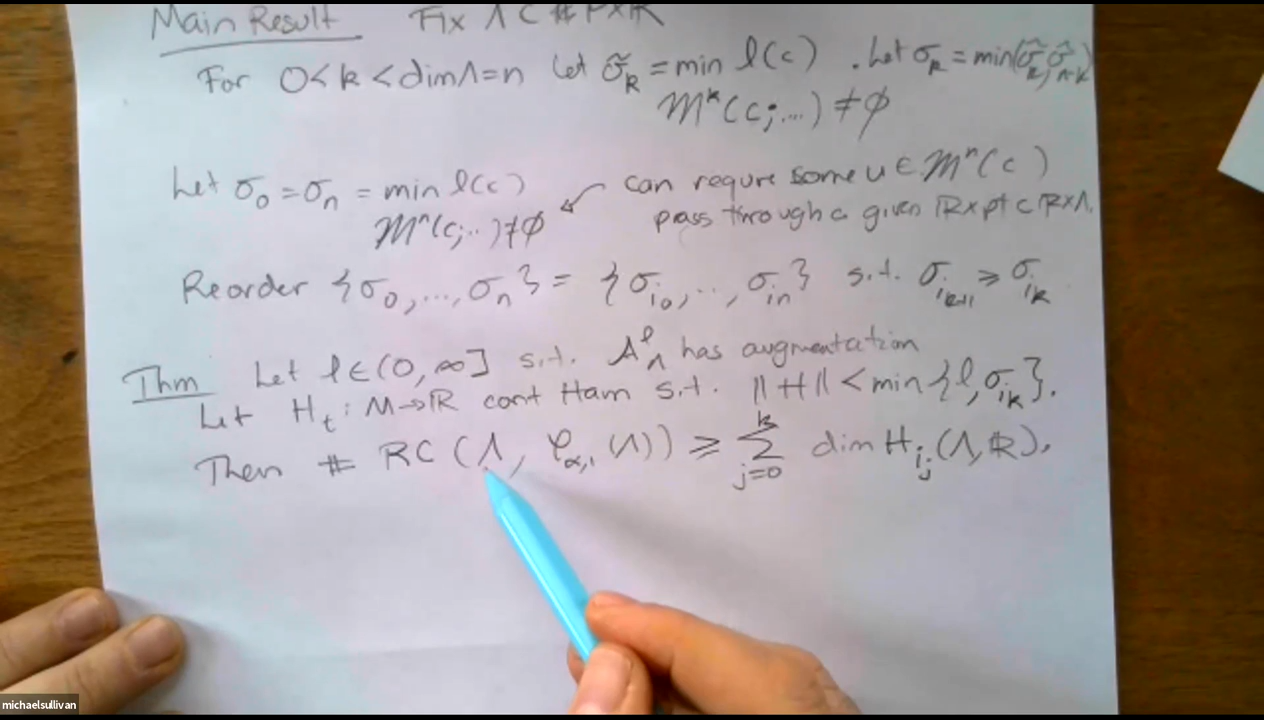 Main Result Fix Λ ⊂ # P×R
For 0<k<dimΛ=n Let σ̃_k = min l(c) . Let σ_k = min(σ̃_k, σ̃_{n-k})
M^k(c;...) ≠ ∅
Let σ_0 = σ_n = min l(c) ↙ can requre some u ∈ M^n(c)
M^n(c;..) ≠ ∅ pass through a given R×pt ⊂ R×Λ.
Reorder {σ_0,...,σ_n} = {σ_{i_0},..,σ_{i_n}} s.t. σ_{i_{k+1}} ≥ σ_{i_k}
Thm Let l ∈ (0,∞] s.t. A^l_Λ has augmentation
Let H_t : M→R cont Ham s.t. ||H|| < min{l, σ_{i_k}}.
Then # RC(Λ, φ_{α,1}(Λ)) ≥ Σ_{j=0}^{k} dim H_{i_j}(Λ,R).
michaelsullivan